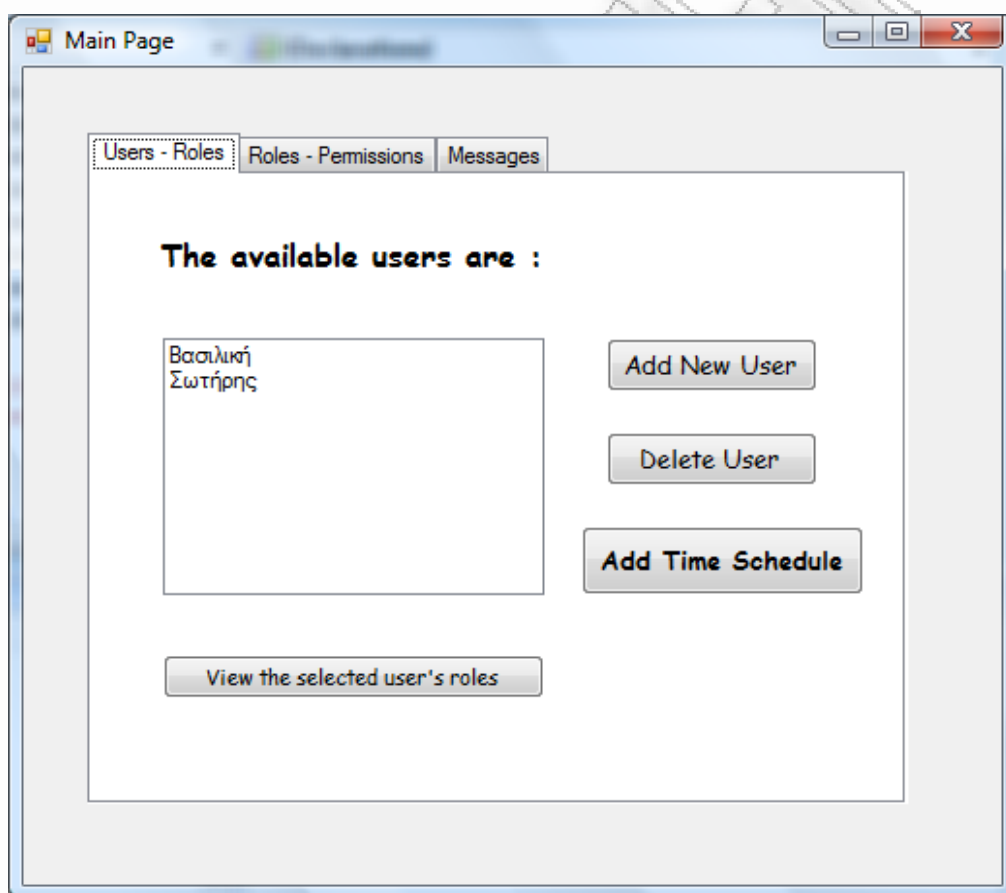 Main Page
Users - Roles
Roles - Permissions
Messages
The available users are :
Βασιλική
Σωτήρης
Add New User
Delete User
Add Time Schedule
View the selected user's roles